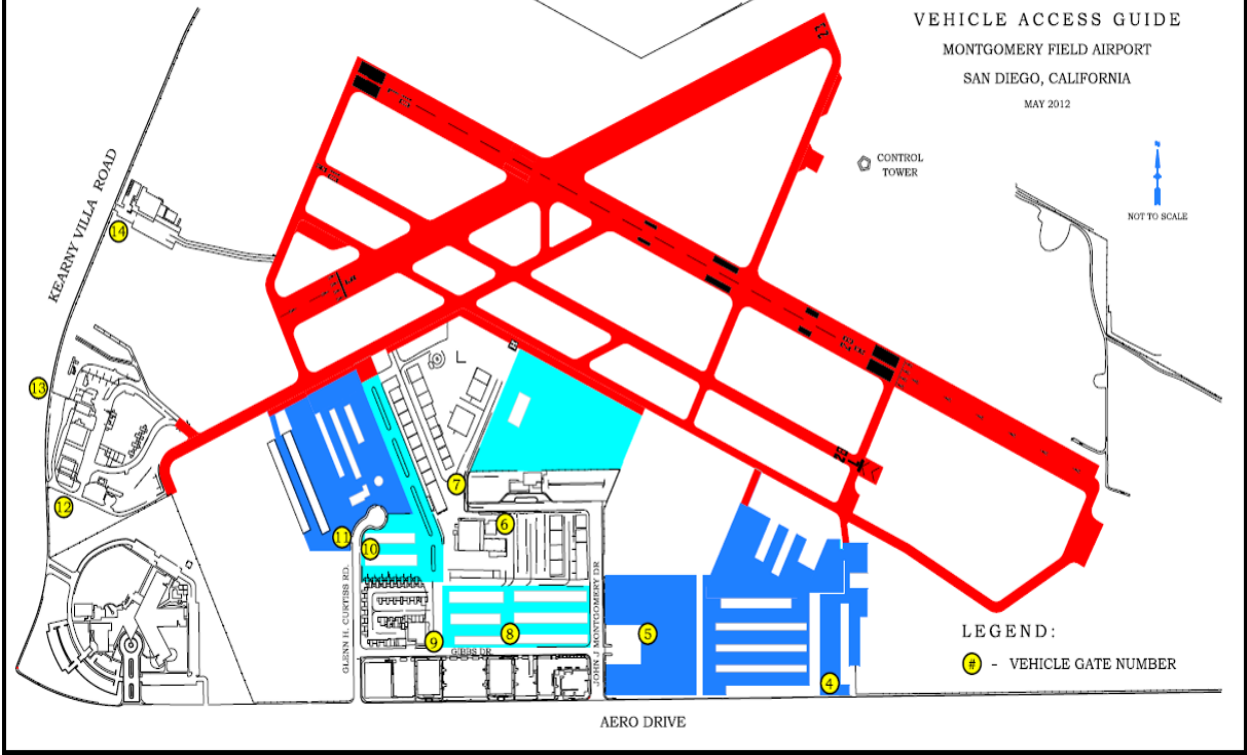 VEHICLE ACCESS GUIDE
MONTGOMERY FIELD AIRPORT
SAN DIEGO, CALIFORNIA
MAY 2012
CONTROL
TOWER
NOT TO SCALE
KEARNY VILLA ROAD
14
13
12
L
7
6
11
10
GLENN H. CURTISS RD.
JOHN J MONTGOMERY DR
9
8
5
4
GIBBS DR
AERO DRIVE
LEGEND:
# - VEHICLE GATE NUMBER